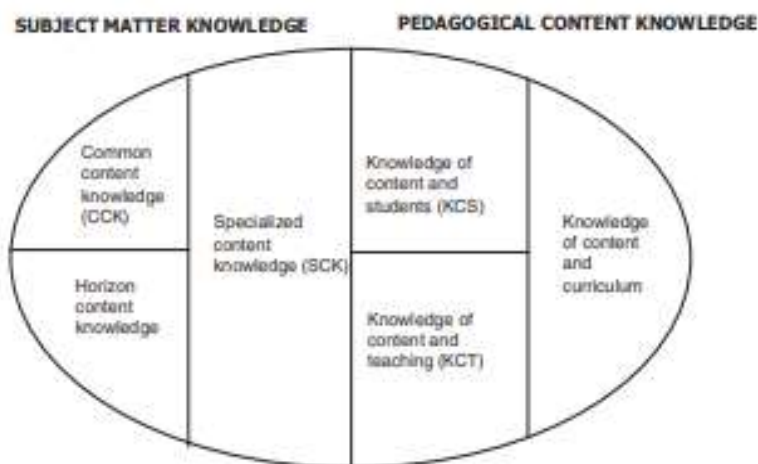 SUBJECT MATTER KNOWLEDGE
PEDAGOGICAL CONTENT KNOWLEDGE
Common
content
knowledge
(CCK)
Horizon
content
knowledge
Specialized
content
knowledge (SCK)
Knowledge of
content and
students (KCS)
Knowledge of
content and
teaching (KCT)
Knowledge
of content
and
curriculum